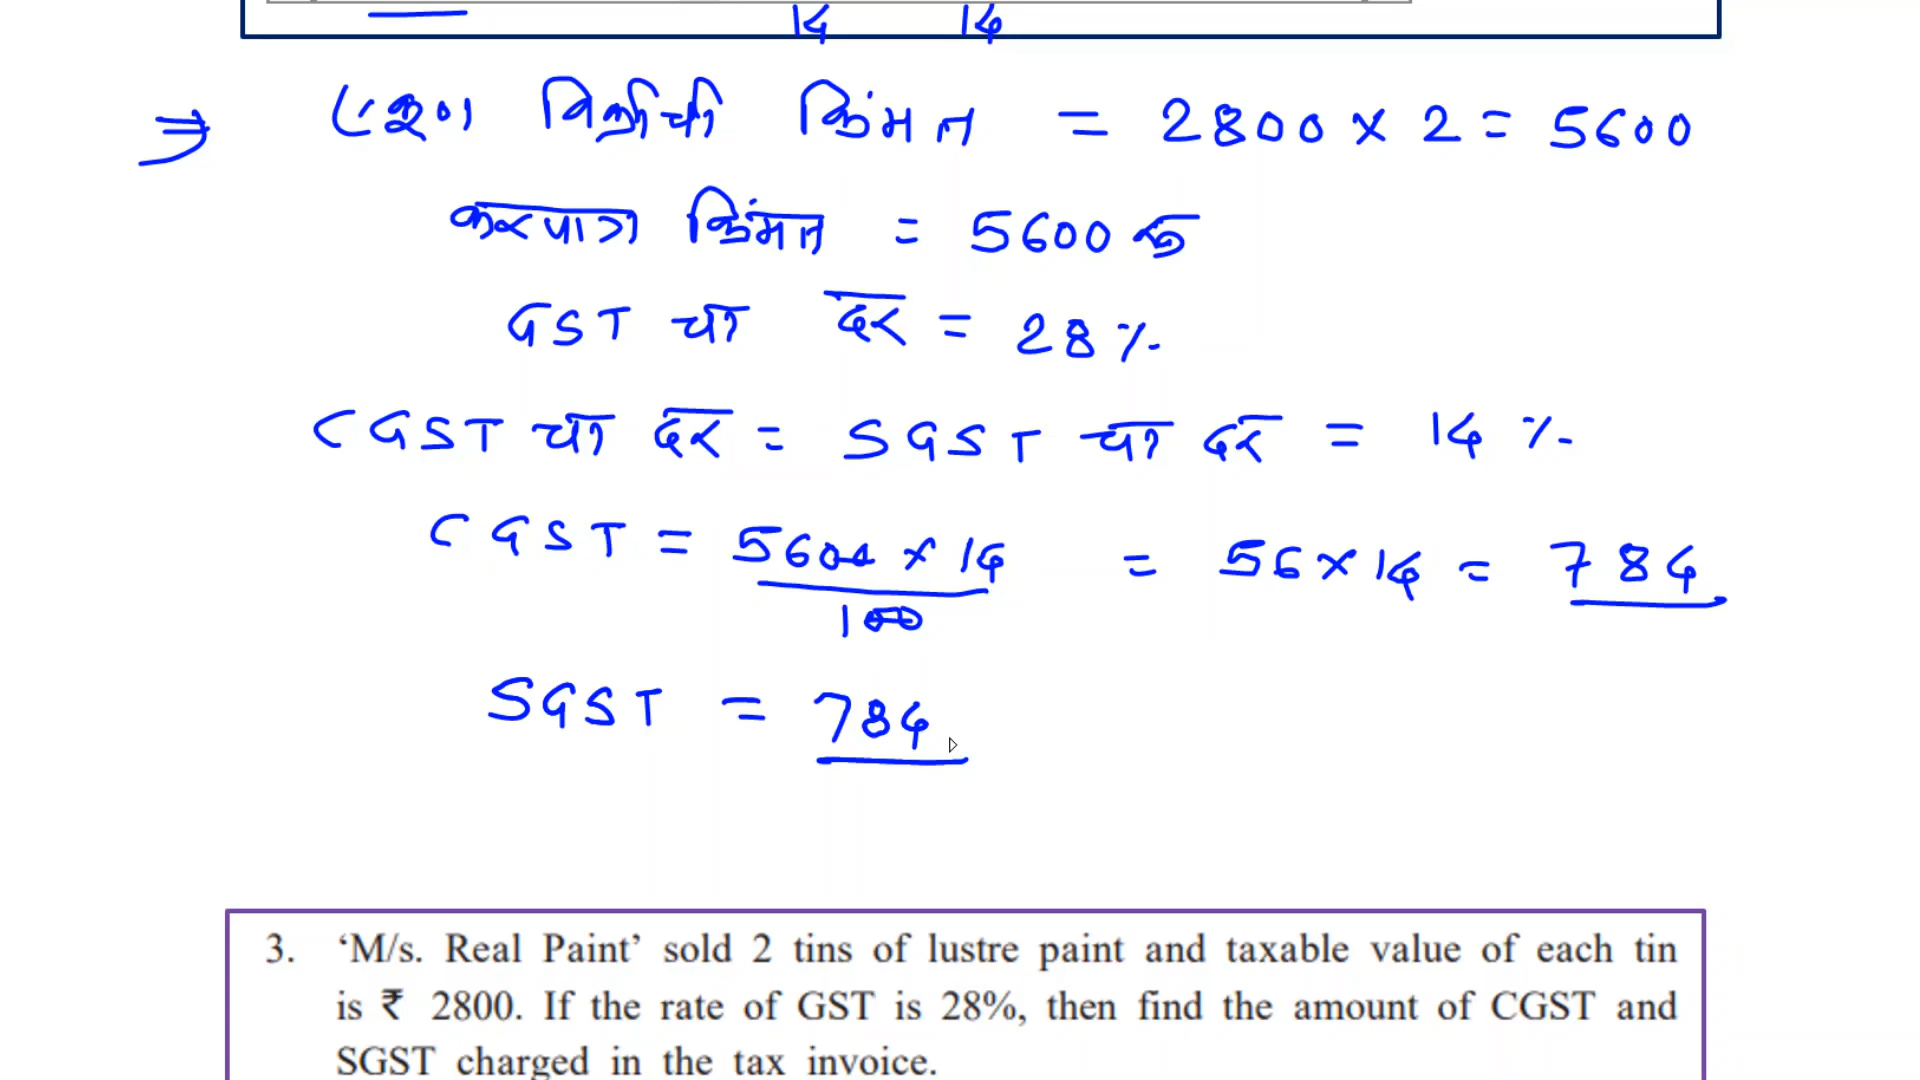 14 14
⇒ एकूण विक्रीची किंमत = 2800 × 2 = 5600
करपात्र किंमत = 5600 रु
GST चा दर = 28 %
CGST चा दर = SGST चा दर = 14 %
CGST = 5600 × 14 / 100 = 56 × 14 = 784
SGST = 784
3. ‘M/s. Real Paint’ sold 2 tins of lustre paint and taxable value of each tin
is ₹ 2800. If the rate of GST is 28%, then find the amount of CGST and
SGST charged in the tax invoice.